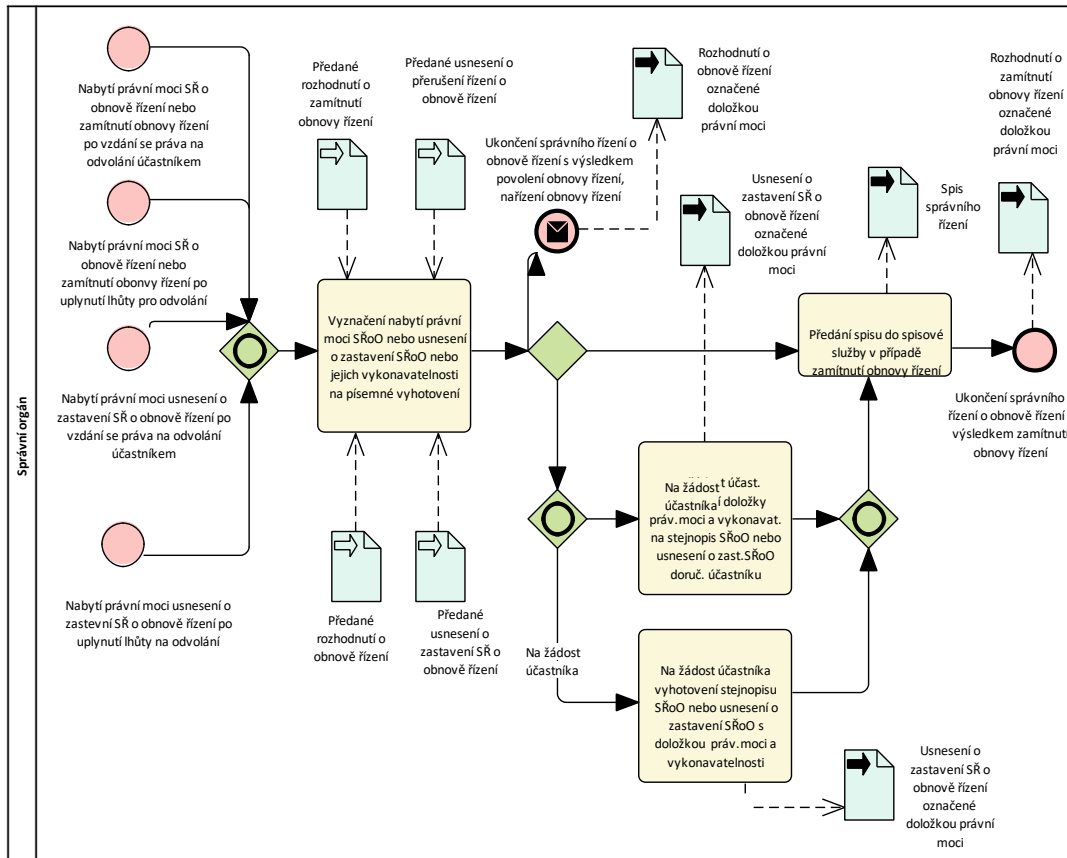 Správní orgán
Nabytí právní moci SŘ o
obnově řízení nebo
zamítnutí obnovy řízení
po vzdání se práva na
odvolání účastníkem
Nabytí právní moci SŘ o
obnově řízení nebo
zamítnutí obonvy řízení po
uplynutí lhůty pro odvolání
Nabytí právní moci usnesení o
zastavení SŘ o obnově řízení po
vzdání se práva na odvolání
účastníkem
Nabytí právní moci usnesení o
zastevní SŘ o obnově řízení po
uplynutí lhůty na odvolání
Předané
rozhodnutí o
zamítnutí
obnovy řízení
Předané usnesení o
přerušení řízení o
obnově řízení
Vyznačení nabytí právní
moci SŘoO nebo usnesení
o zastavení SŘoO nebo
jejich vykonavatelnosti
na písemné vyhotovení
Předané
rozhodnutí o
obnově řízení
Předané
usnesení o
zastavení SŘ o
obnově řízení
Ukončení správního řízení o
obnově řízení s výsledkem
povolení obnovy řízení,
nařízení obnovy řízení
Rozhodnutí o
obnově řízení
označené
doložkou
právní moci
Usnesení o
zastavení SŘ o
obnově řízení
označené
doložkou právní
moci
Spis
správního
řízení
Rozhodnutí o
zamítnutí
obnovy řízení
označené
doložkou
právní moci
Předání spisu do spisové
služby v případě
zamítnutí obnovy řízení
Ukončení správního
řízení o obnově řízení s
výsledkem zamítnutí
obnovy řízení
Na žádost
účastníka
účast.
doložky
práv.moci a vykonavat.
na stejnopis SŘoO nebo
usnesení o zast.SŘoO
doruč. účastníku
Na žádost
účastníka
Na žádost účastníka
vyhotovení stejnopisu
SŘoO nebo usnesení o
zastavení SŘoO s
doložkou práv.moci a
vykonavatelnosti
Usnesení o
zastavení SŘ o
obnově řízení
označené
doložkou právní
moci